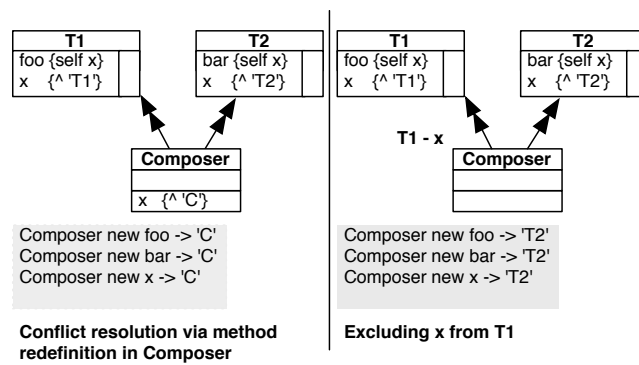 T1
foo {self x}
x {^ 'T1'}
T2
bar {self x}
x {^ 'T2'}
Composer
x {^ 'C'}
Composer new foo -> 'C'
Composer new bar -> 'C'
Composer new x -> 'C'
Conflict resolution via method
redefinition in Composer
T1
foo {self x}
x {^ 'T1'}
T2
bar {self x}
x {^ 'T2'}
T1 - x
Composer
Composer new foo -> 'T2'
Composer new bar -> 'T2'
Composer new x -> 'T2'
Excluding x from T1